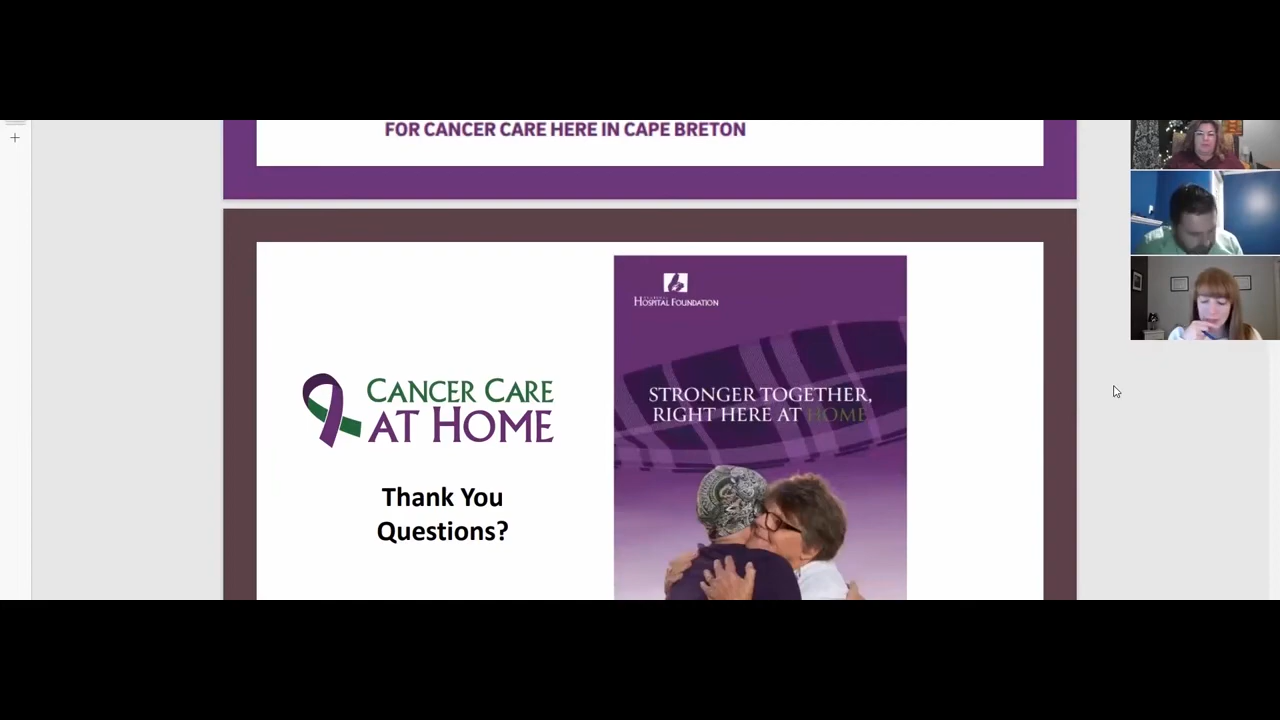 FOR CANCER CARE HERE IN CAPE BRETON
HOSPITAL FOUNDATION
STRONGER TOGETHER,
RIGHT HERE AT HOME
CANCER CARE
AT HOME
Thank You
Questions?